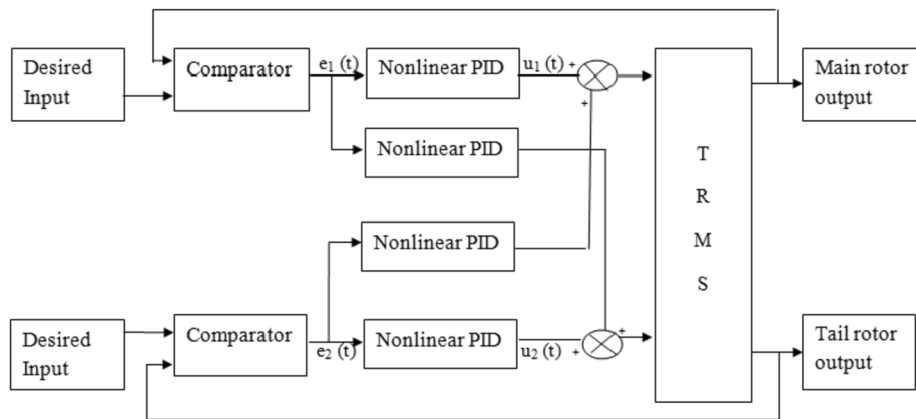 Desired
Input
Comparator
e₁ (t)
Nonlinear PID
u₁ (t)
+
+
Main rotor
output
Nonlinear PID
T
R
M
S
Nonlinear PID
Desired
Input
Comparator
e₂ (t)
Nonlinear PID
u₂ (t)
+
+
Tail rotor
output